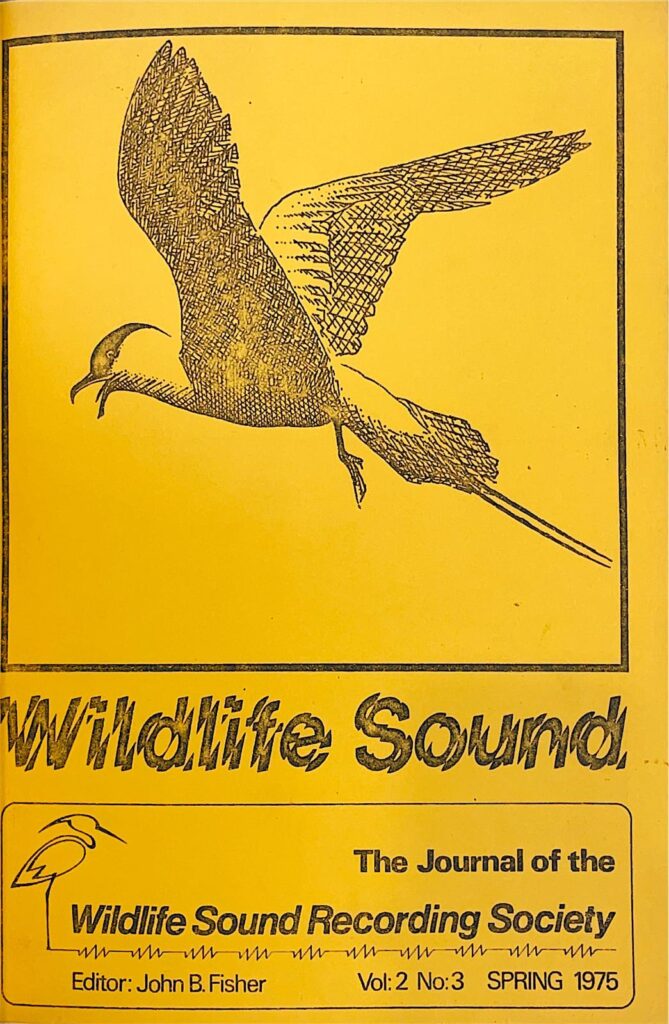 Wildlife Sound
The Journal of the
Wildlife Sound Recording Society
Editor: John B. Fisher Vol: 2 No: 3 SPRING 1975